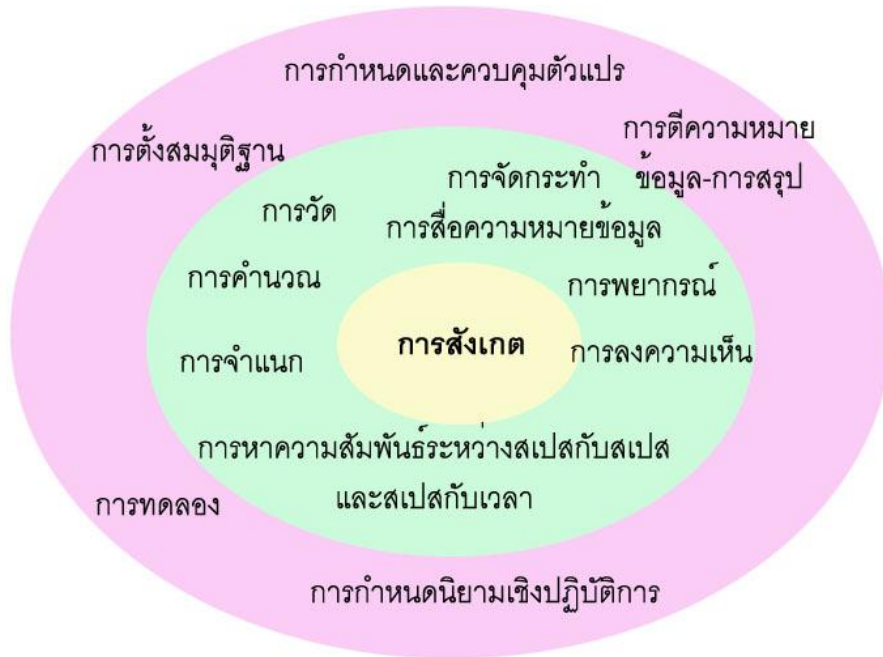 การกำหนดและควบคุมตัวแปร
การตีความหมาย
ข้อมูล-การสรุป
การตั้งสมมุติฐาน
การจัดกระทำ
การสื่อความหมายข้อมูล
การวัด
การคำนวณ
การพยากรณ์
การสังเกต
การลงความเห็น
การจำแนก
การหาความสัมพันธ์ระหว่างสเปสกับสเปส
และสเปสกับเวลา
การทดลอง
การกำหนดนิยามเชิงปฏิบัติการ